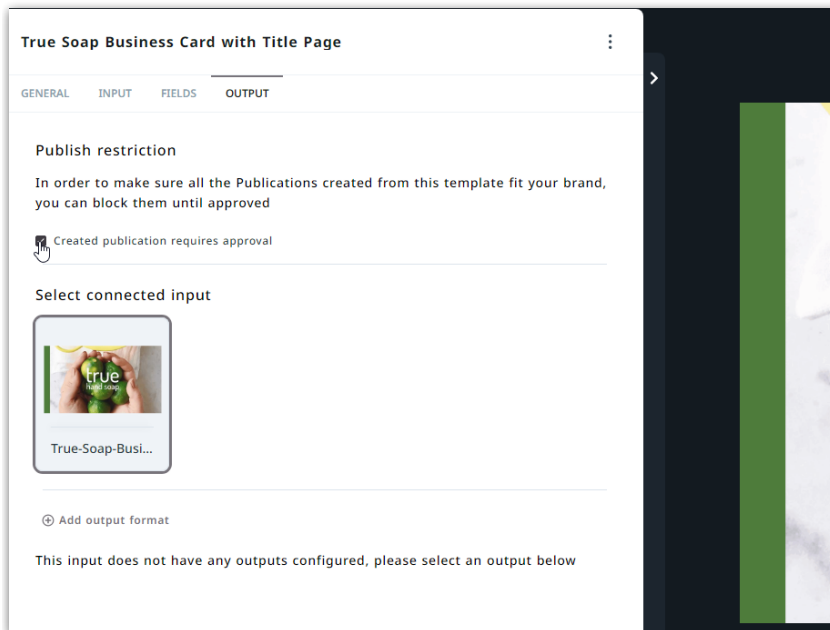 True Soap Business Card with Title Page
GENERAL INPUT FIELDS OUTPUT
Publish restriction
In order to make sure all the Publications created from this template fit your brand,
you can block them until approved
Created publication requires approval
Select connected input
true
hand soap
True-Soap-Busi...
Add output format
This input does not have any outputs configured, please select an output below